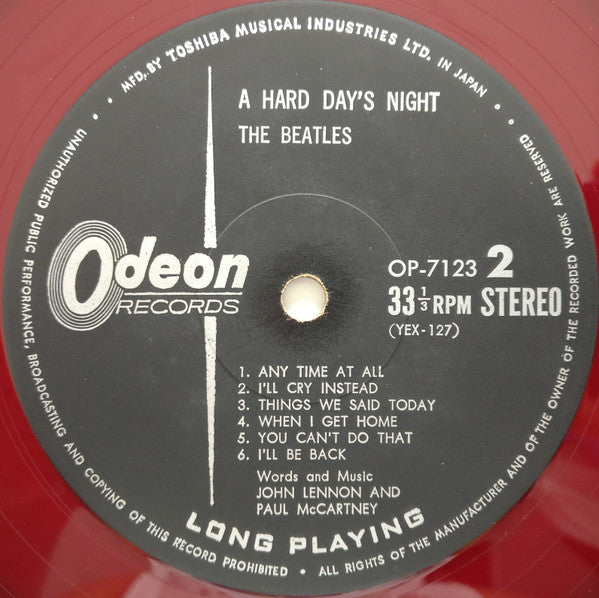 MFD. BY TOSHIBA MUSICAL INDUSTRIES LTD. IN JAPAN
A HARD DAY'S NIGHT
THE BEATLES
Odeon
RECORDS
OP-7123 2
33 1/3 RPM STEREO
(YEX-127)
1. ANY TIME AT ALL
2. I'LL CRY INSTEAD
3. THINGS WE SAID TODAY
4. WHEN I GET HOME
5. YOU CAN'T DO THAT
6. I'LL BE BACK
Words and Music
JOHN LENNON AND
PAUL McCARTNEY
LONG PLAYING
UNAUTHORIZED PUBLIC PERFORMANCE, BROADCASTING AND COPYING OF THIS RECORD PROHIBITED • ALL RIGHTS OF THE MANUFACTURER AND OF THE OWNER OF THE RECORDED WORK ARE RESERVED